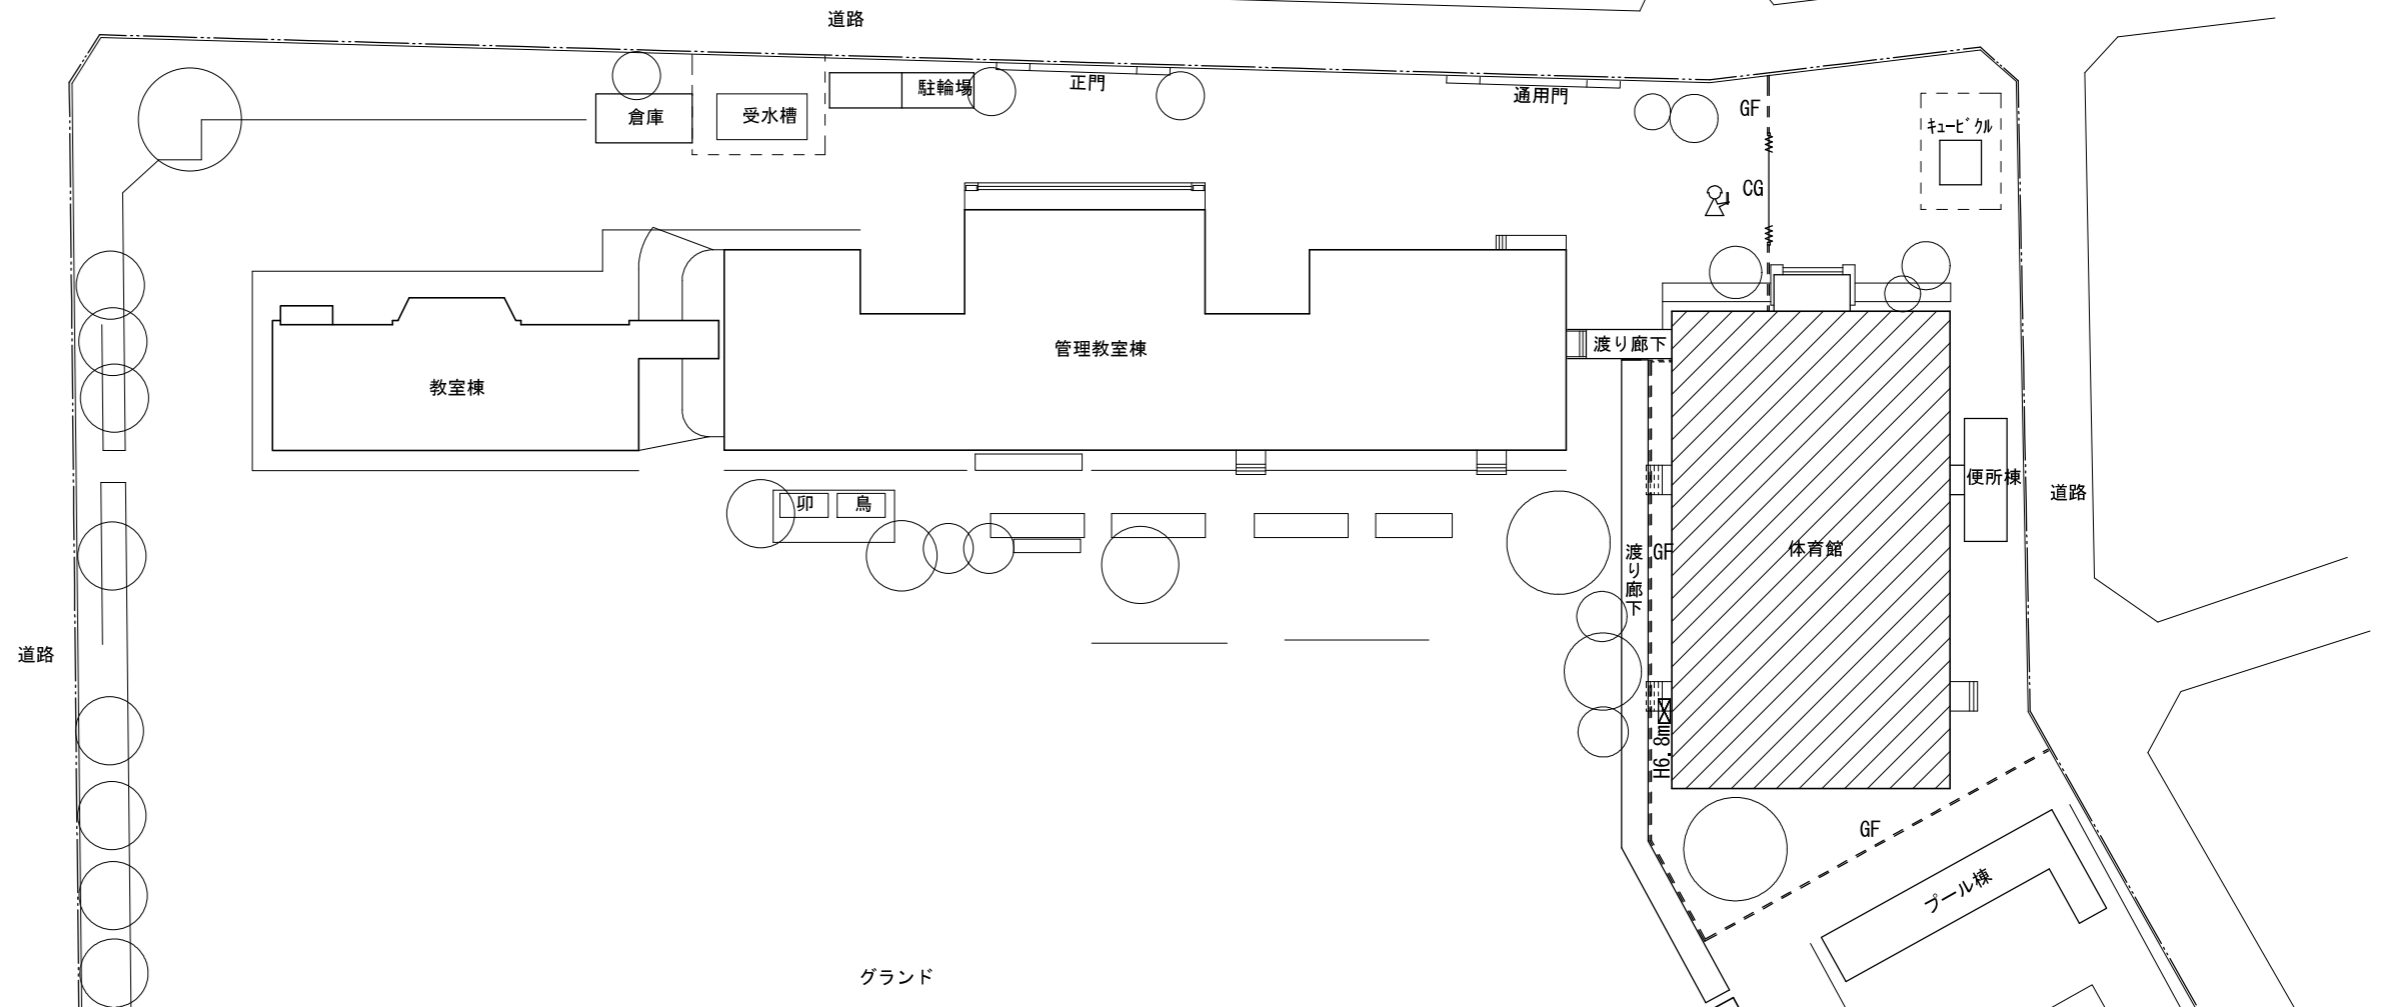 道路
正門
駐輪場
通用門
倉庫
受水槽
GF
ｷｭｰﾋﾞｸﾙ
CG
渡り廊下
管理教室棟
教室棟
便所棟
道路
卯
鳥
渡り廊下
GF
体育館
道路
H6.8m
GF
プール棟
グランド